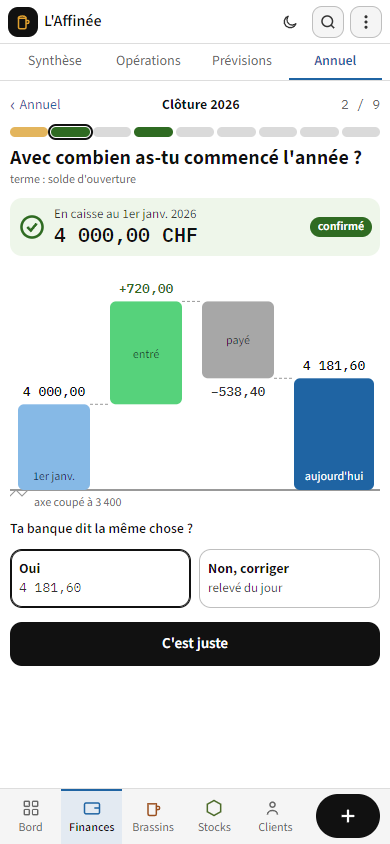 L'Affinée
Synthèse Opérations Prévisions Annuel
‹ Annuel Clôture 2026 2 / 9
Avec combien as-tu commencé l'année ?
terme : solde d'ouverture
En caisse au 1er janv. 2026
4 000,00 CHF
confirmé
+720,00
entré
payé
4 181,60
4 000,00
−538,40
1er janv.
aujourd'hui
axe coupé à 3 400
Ta banque dit la même chose ?
Oui
4 181,60
Non, corriger
relevé du jour
C'est juste
Bord Finances Brassins Stocks Clients +